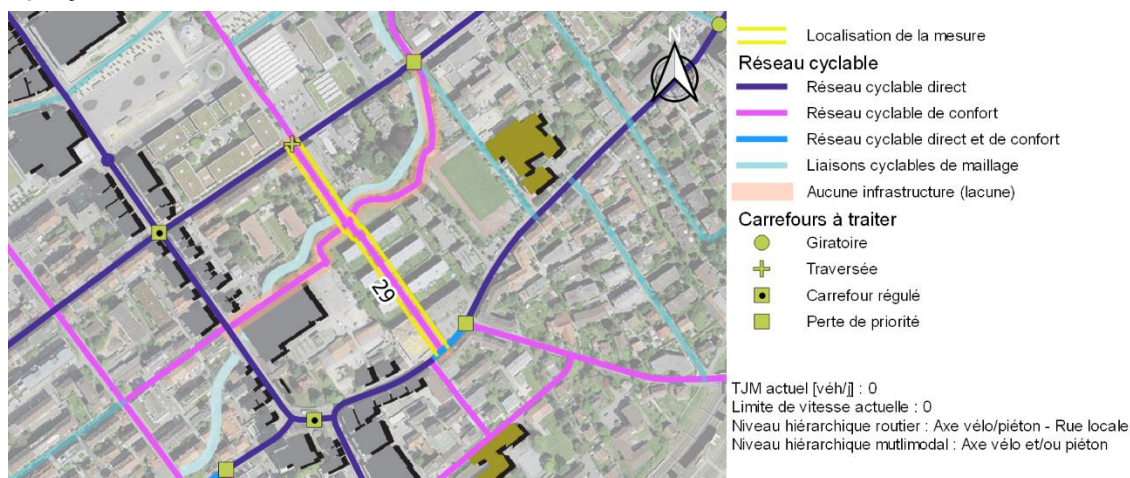 N
29
Localisation de la mesure
Réseau cyclable
Réseau cyclable direct
Réseau cyclable de confort
Réseau cyclable direct et de confort
Liaisons cyclables de maillage
Aucune infrastructure (lacune)
Carrefours à traiter
Giratoire
Traversée
Carrefour régulé
Perte de priorité
TJM actuel [véh/j] : 0
Limite de vitesse actuelle : 0
Niveau hiérarchique routier : Axe vélo/piéton - Rue locale
Niveau hiérarchique mutlimodal : Axe vélo et/ou piéton